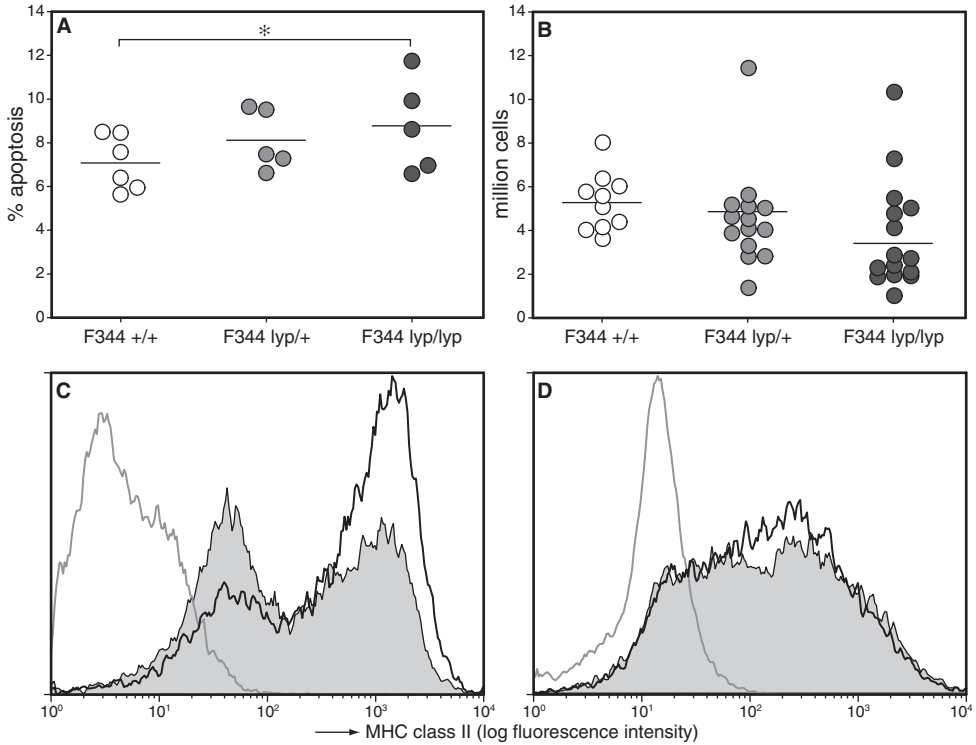 A
*
% apoptosis
14
12
10
8
6
4
2
0
F344 +/+ F344 lyp/+ F344 lyp/lyp
B
million cells
14
12
10
8
6
4
2
0
F344 +/+ F344 lyp/+ F344 lyp/lyp
C
10⁰ 10¹ 10² 10³ 10⁴
D
10⁰ 10¹ 10² 10³ 10⁴
MHC class II (log fluorescence intensity)